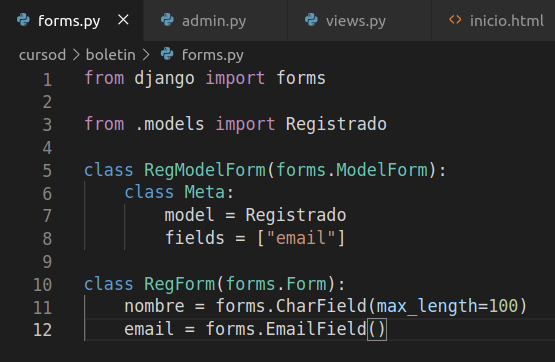 forms.py × admin.py views.py <> inicio.html
cursod > boletin > forms.py
1 from django import forms
2
3 from .models import Registrado
4
5 class RegModelForm(forms.ModelForm):
6     class Meta:
7         model = Registrado
8         fields = ["email"]
9
10 class RegForm(forms.Form):
11     nombre = forms.CharField(max_length=100)
12     email = forms.EmailField()